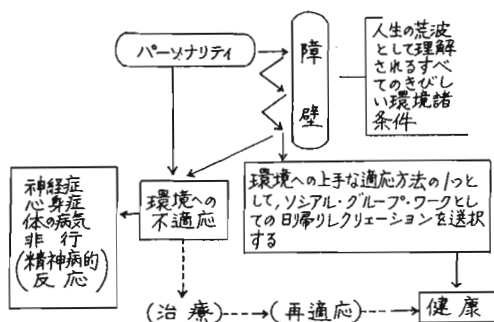 パーソナリティ
障
壁
人生の荒波
として理解
されるすべ
てのきびし
い環境諸
条件
環境への上手な適応方法の1つと
して,ソシアル・グループ・ワークとし
ての日帰りレクリェーションを選択
する
環境への
不適応
神経症
心身症
体の病気
非行
(精神病的
反応)
(治療)
(再適応)
健康